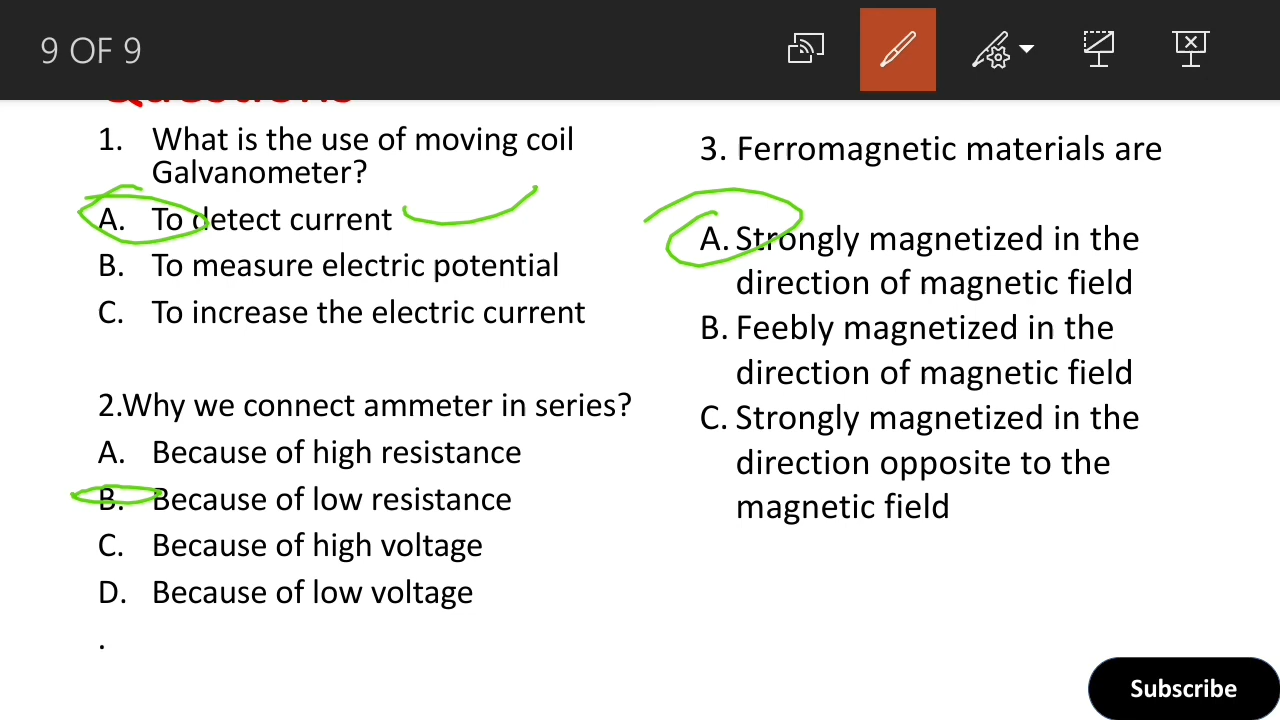 9 OF 9
Questions
1. What is the use of moving coil
Galvanometer?
A. To detect current
B. To measure electric potential
C. To increase the electric current
2.Why we connect ammeter in series?
A. Because of high resistance
B. Because of low resistance
C. Because of high voltage
D. Because of low voltage
.
3. Ferromagnetic materials are
A. Strongly magnetized in the
direction of magnetic field
B. Feebly magnetized in the
direction of magnetic field
C. Strongly magnetized in the
direction opposite to the
magnetic field
Subscribe